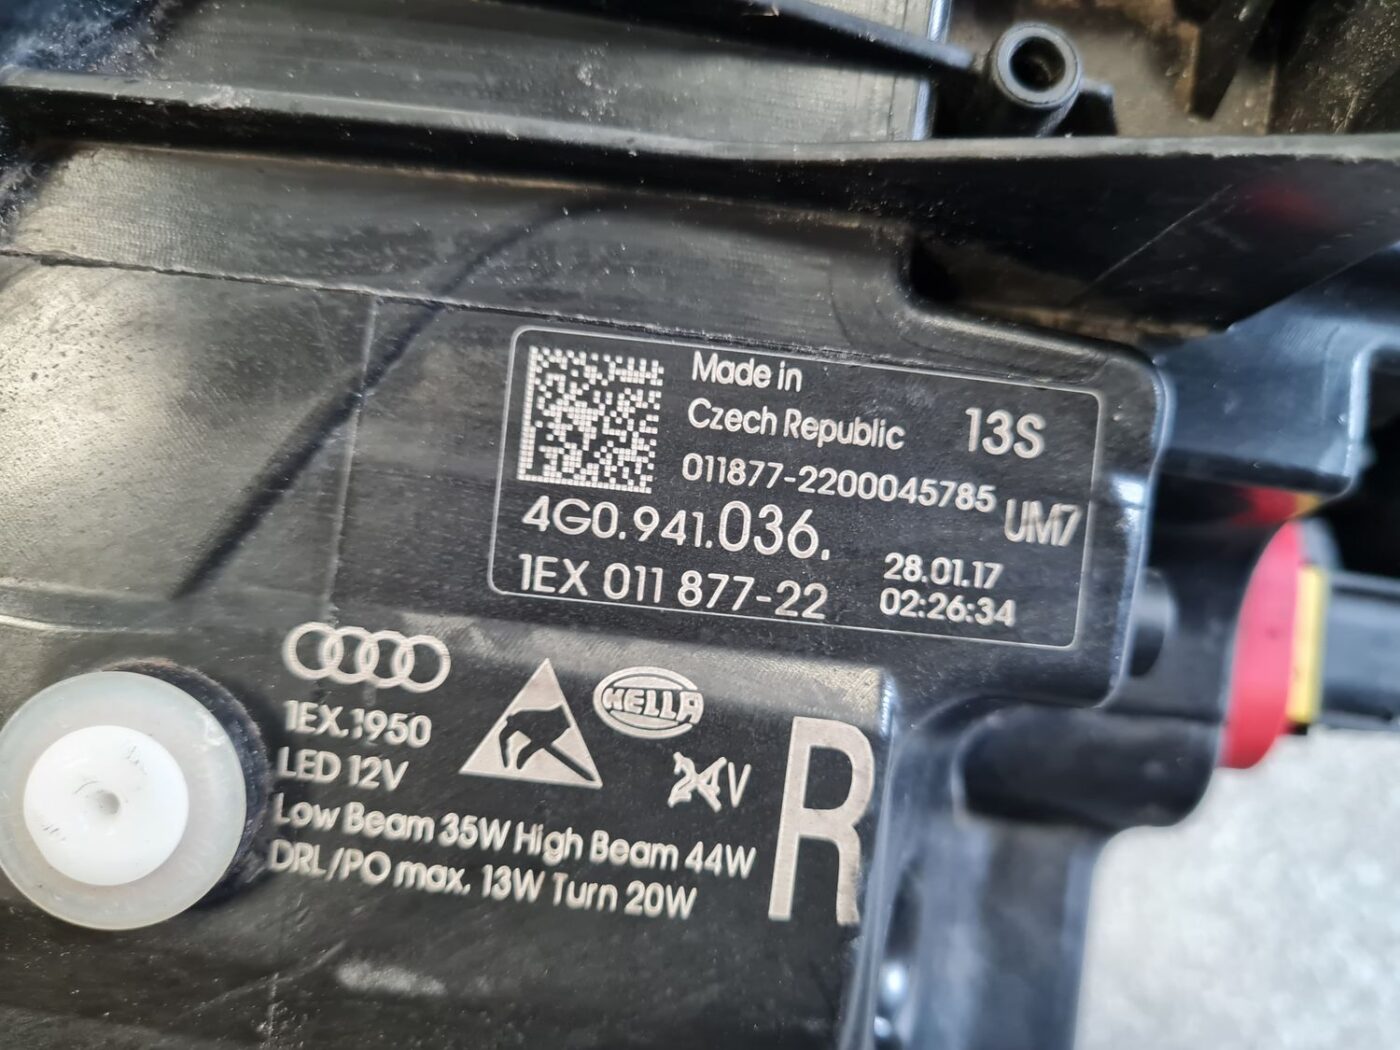 Made in
Czech Republic 13S
011877-2200045785 UM7
4G0.941.036.
1EX 011 877-22
28.01.17
02:26:34
1EX.1950
HELLA
LED 12V
24V
Low Beam 35W High Beam 44W
DRL/PO max. 13W Turn 20W
R